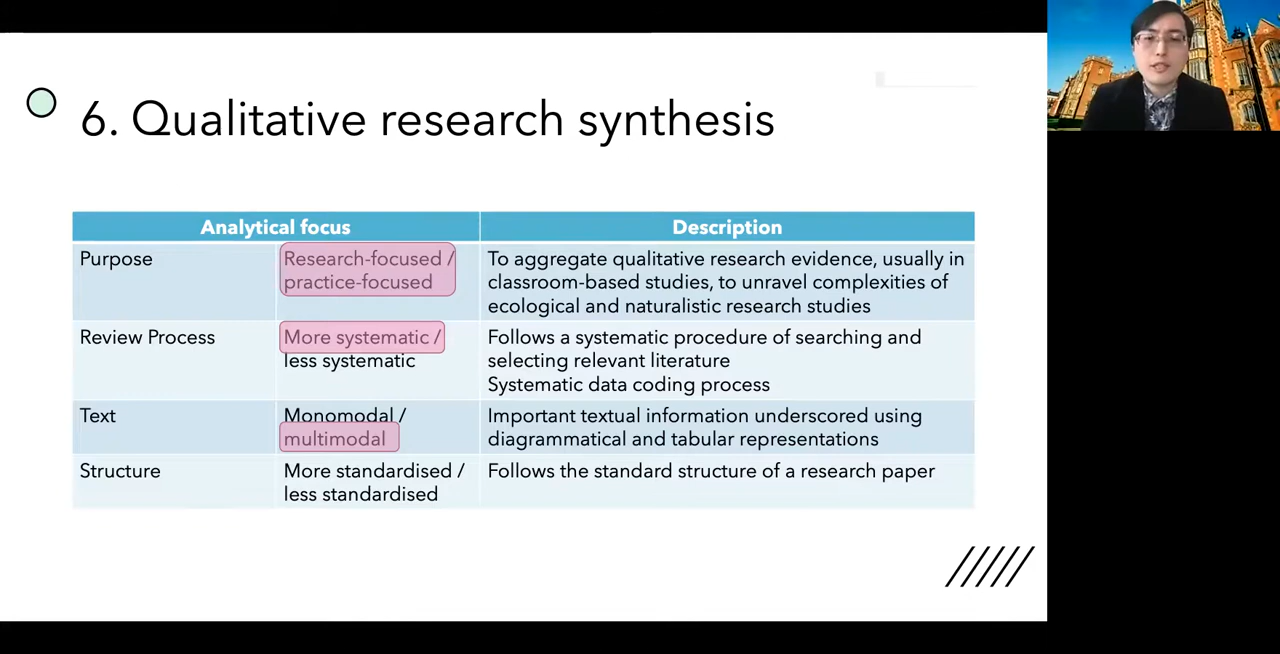 6. Qualitative research synthesis
Analytical focus
Description
Purpose
Research-focused /
practice-focused
To aggregate qualitative research evidence, usually in
classroom-based studies, to unravel complexities of
ecological and naturalistic research studies
Review Process
More systematic /
less systematic
Follows a systematic procedure of searching and
selecting relevant literature
Systematic data coding process
Text
Monomodal /
multimodal
Important textual information underscored using
diagrammatical and tabular representations
Structure
More standardised /
less standardised
Follows the standard structure of a research paper